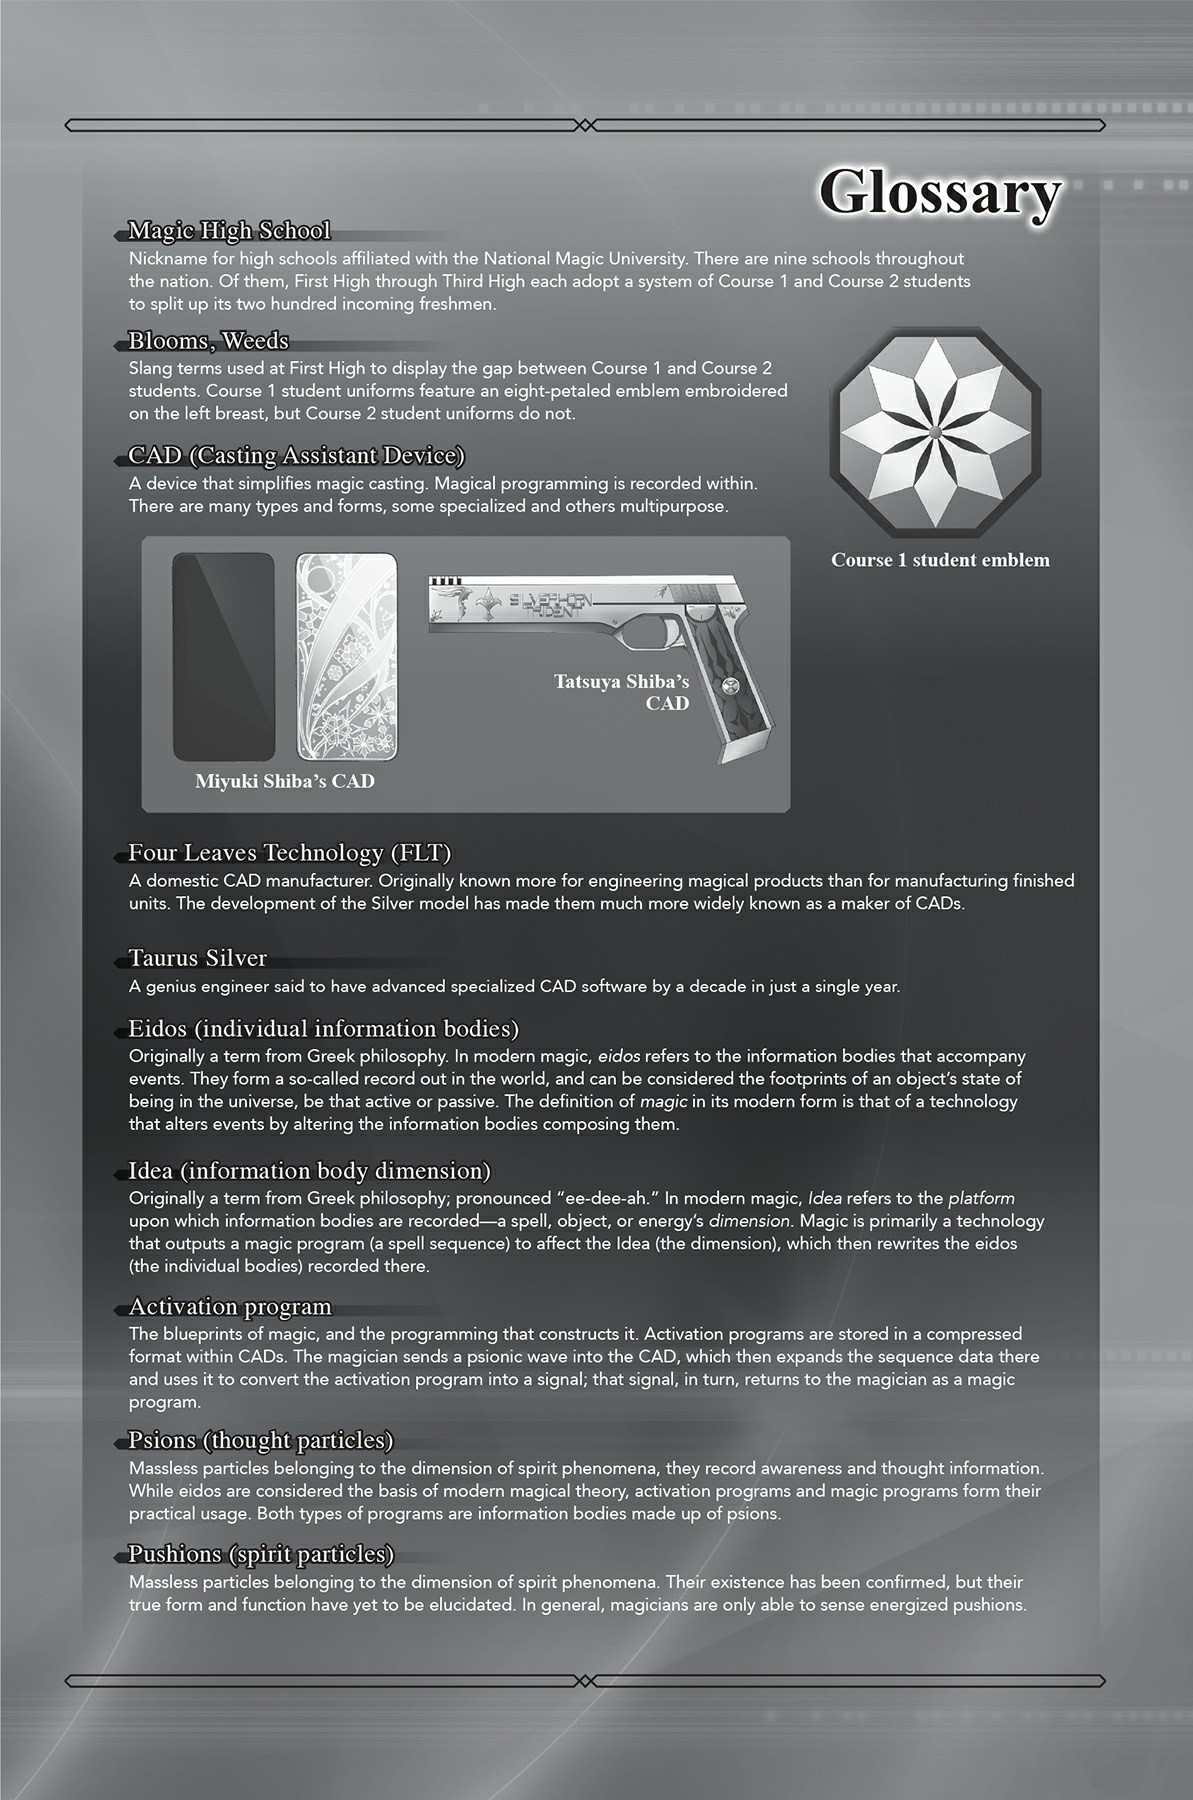 Glossary
Magic High School
Nickname for high schools affiliated with the National Magic University. There are nine schools throughout
the nation. Of them, First High through Third High each adopt a system of Course 1 and Course 2 students
to split up its two hundred incoming freshmen.
Blooms, Weeds
Slang terms used at First High to display the gap between Course 1 and Course 2
students. Course 1 student uniforms feature an eight-petaled emblem embroidered
on the left breast, but Course 2 student uniforms do not.
Course 1 student emblem
CAD (Casting Assistant Device)
A device that simplifies magic casting. Magical programming is recorded within.
There are many types and forms, some specialized and others multipurpose.
SILVERHORN
TRIDENT
Tatsuya Shiba’s
CAD
Miyuki Shiba’s CAD
Four Leaves Technology (FLT)
A domestic CAD manufacturer. Originally known more for engineering magical products than for manufacturing finished
units. The development of the Silver model has made them much more widely known as a maker of CADs.
Taurus Silver
A genius engineer said to have advanced specialized CAD software by a decade in just a single year.
Eidos (individual information bodies)
Originally a term from Greek philosophy. In modern magic, eidos refers to the information bodies that accompany
events. They form a so-called record out in the world, and can be considered the footprints of an object’s state of
being in the universe, be that active or passive. The definition of magic in its modern form is that of a technology
that alters events by altering the information bodies composing them.
Idea (information body dimension)
Originally a term from Greek philosophy; pronounced “ee-dee-ah.” In modern magic, Idea refers to the platform
upon which information bodies are recorded—a spell, object, or energy’s dimension. Magic is primarily a technology
that outputs a magic program (a spell sequence) to affect the Idea (the dimension), which then rewrites the eidos
(the individual bodies) recorded there.
Activation program
The blueprints of magic, and the programming that constructs it. Activation programs are stored in a compressed
format within CADs. The magician sends a psionic wave into the CAD, which then expands the sequence data there
and uses it to convert the activation program into a signal; that signal, in turn, returns to the magician as a magic
program.
Psions (thought particles)
Massless particles belonging to the dimension of spirit phenomena, they record awareness and thought information.
While eidos are considered the basis of modern magical theory, activation programs and magic programs form their
practical usage. Both types of programs are information bodies made up of psions.
Pushions (spirit particles)
Massless particles belonging to the dimension of spirit phenomena. Their existence has been confirmed, but their
true form and function have yet to be elucidated. In general, magicians are only able to sense energized pushions.